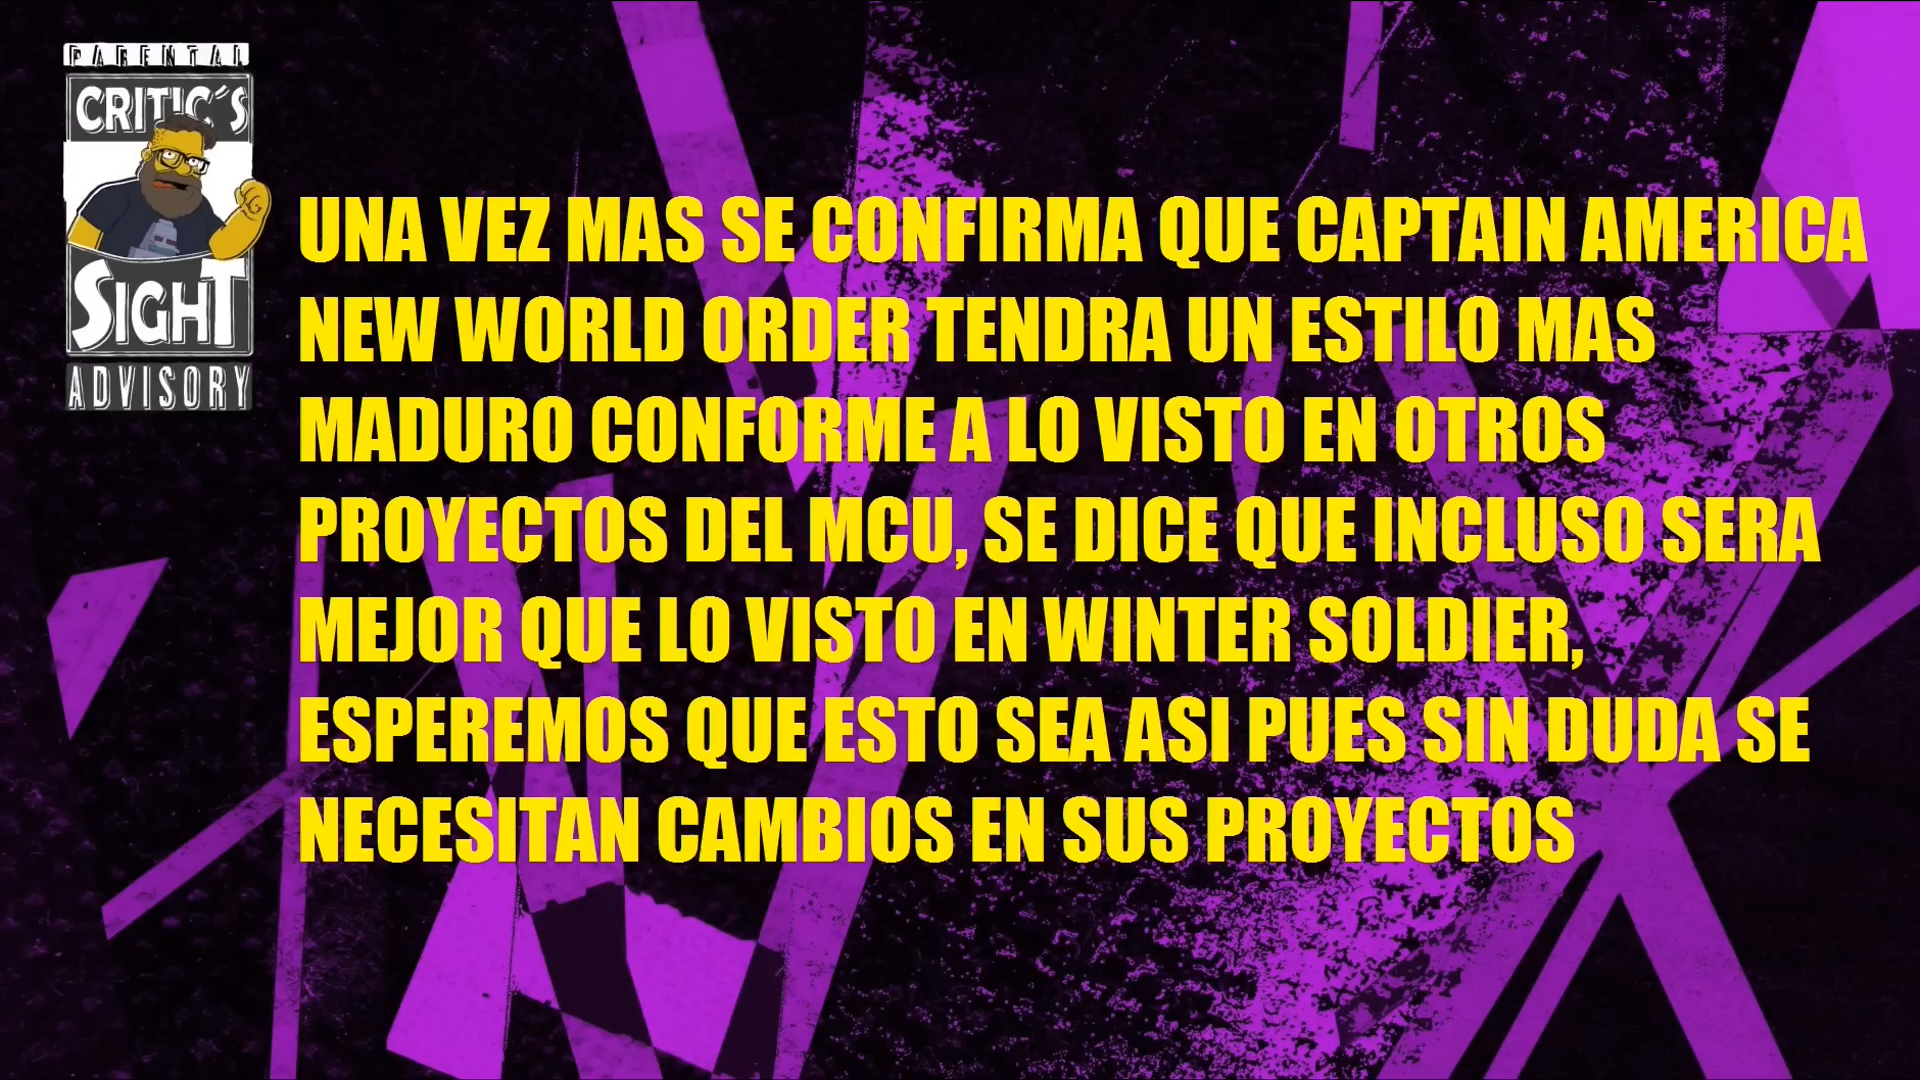 PARENTAL
CRITIC´S
SIGHT
ADVISORY
UNA VEZ MAS SE CONFIRMA QUE CAPTAIN AMERICA
NEW WORLD ORDER TENDRA UN ESTILO MAS
MADURO CONFORME A LO VISTO EN OTROS
PROYECTOS DEL MCU, SE DICE QUE INCLUSO SERA
MEJOR QUE LO VISTO EN WINTER SOLDIER,
ESPEREMOS QUE ESTO SEA ASI PUES SIN DUDA SE
NECESITAN CAMBIOS EN SUS PROYECTOS